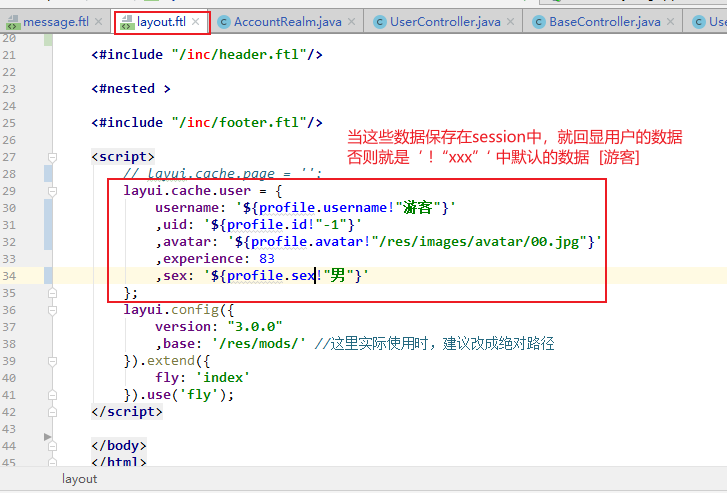 message.ftl × layout.ftl × AccountRealm.java × UserController.java × BaseController.java × Use
20
21 <#include "/inc/header.ftl"/>
22
23 <#nested >
24
25 <#include "/inc/footer.ftl"/>
当这些数据保存在session中，就回显用户的数据
26
否则就是‘！“xxx”‘ 中默认的数据 [游客]
27 <script>
28 // layui.cache.page = '';
29 layui.cache.user = {
30 username: '${profile.username!"游客"}'
31 ,uid: '${profile.id!"-1"}'
32 ,avatar: '${profile.avatar!"/res/images/avatar/00.jpg"}'
33 ,experience: 83
34 ,sex: '${profile.sex!"男"}'
35 };
36 layui.config({
37 version: "3.0.0"
38 ,base: '/res/mods/' //这里实际使用时，建议改成绝对路径
39 }).extend({
40 fly: 'index'
41 }).use('fly');
42 </script>
43
44 </body>
45 </html>
layout